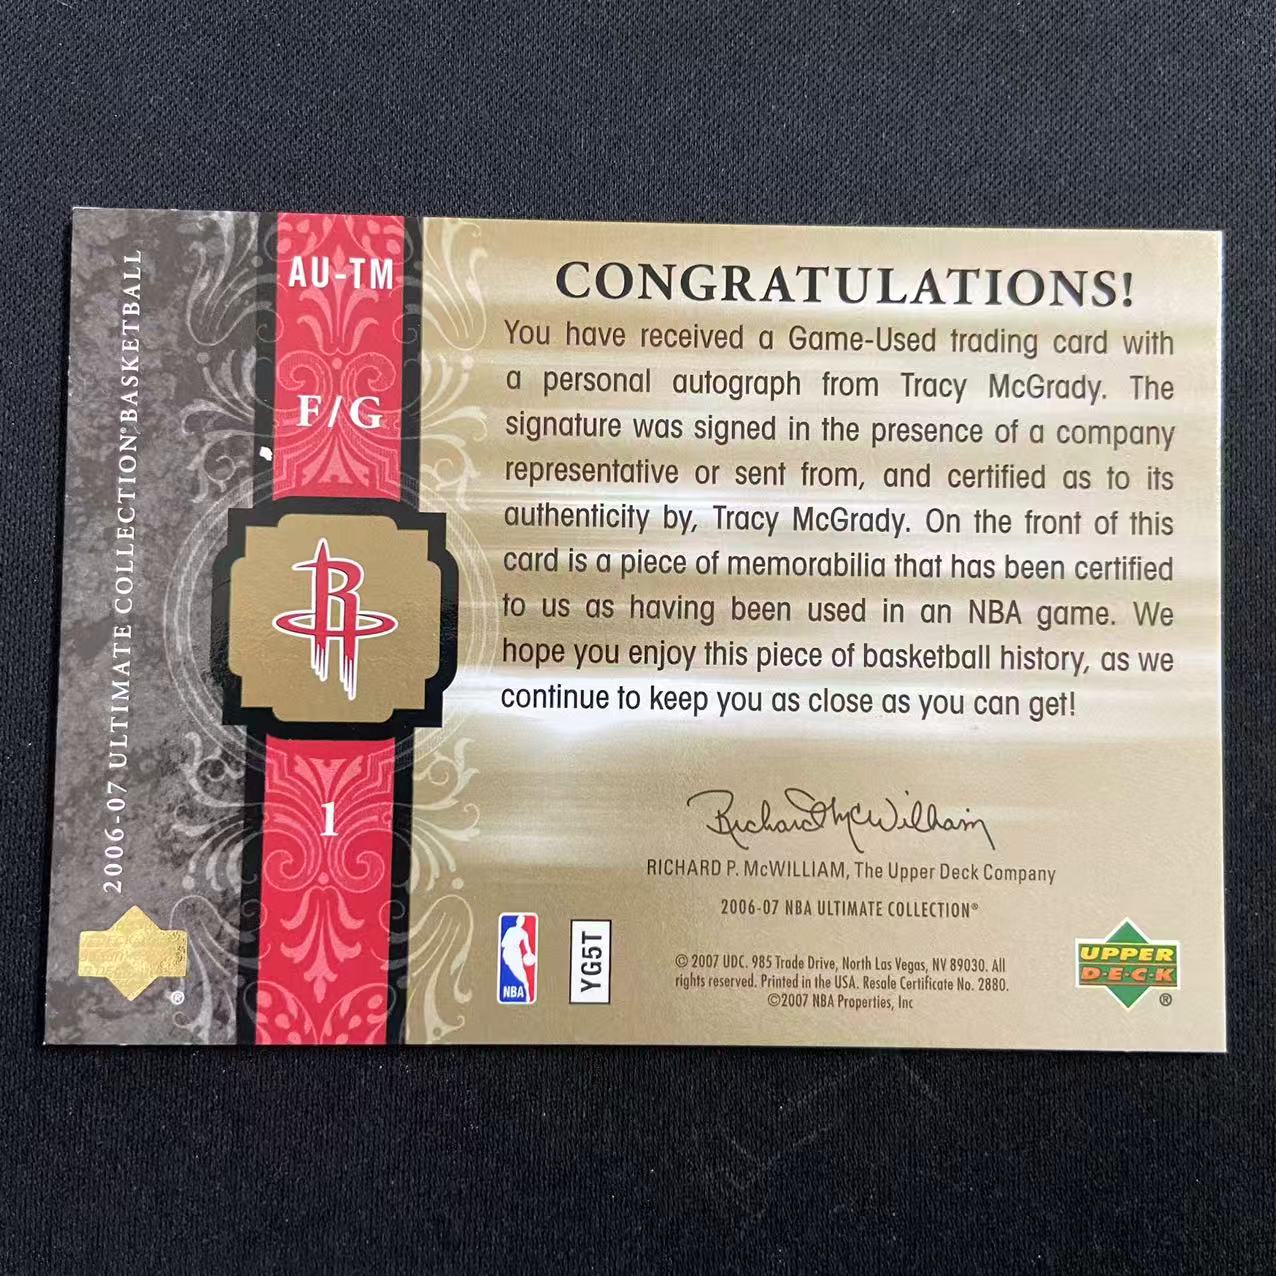 2006-07 ULTIMATE COLLECTION® BASKETBALL
®
AU-TM
F/G
R
1
CONGRATULATIONS!
You have received a Game-Used trading card with
a personal autograph from Tracy McGrady. The
signature was signed in the presence of a company
representative or sent from, and certified as to its
authenticity by, Tracy McGrady. On the front of this
card is a piece of memorabilia that has been certified
to us as having been used in an NBA game. We
hope you enjoy this piece of basketball history, as we
continue to keep you as close as you can get!
Richard McWilliam
RICHARD P. McWILLIAM, The Upper Deck Company
2006-07 NBA ULTIMATE COLLECTION®
NBA
YG5T
© 2007 UDC. 985 Trade Drive, North Las Vegas, NV 89030. All
rights reserved. Printed in the USA. Resale Certificate No. 2880.
©2007 NBA Properties, Inc
UPPER
D·E·C·K
®